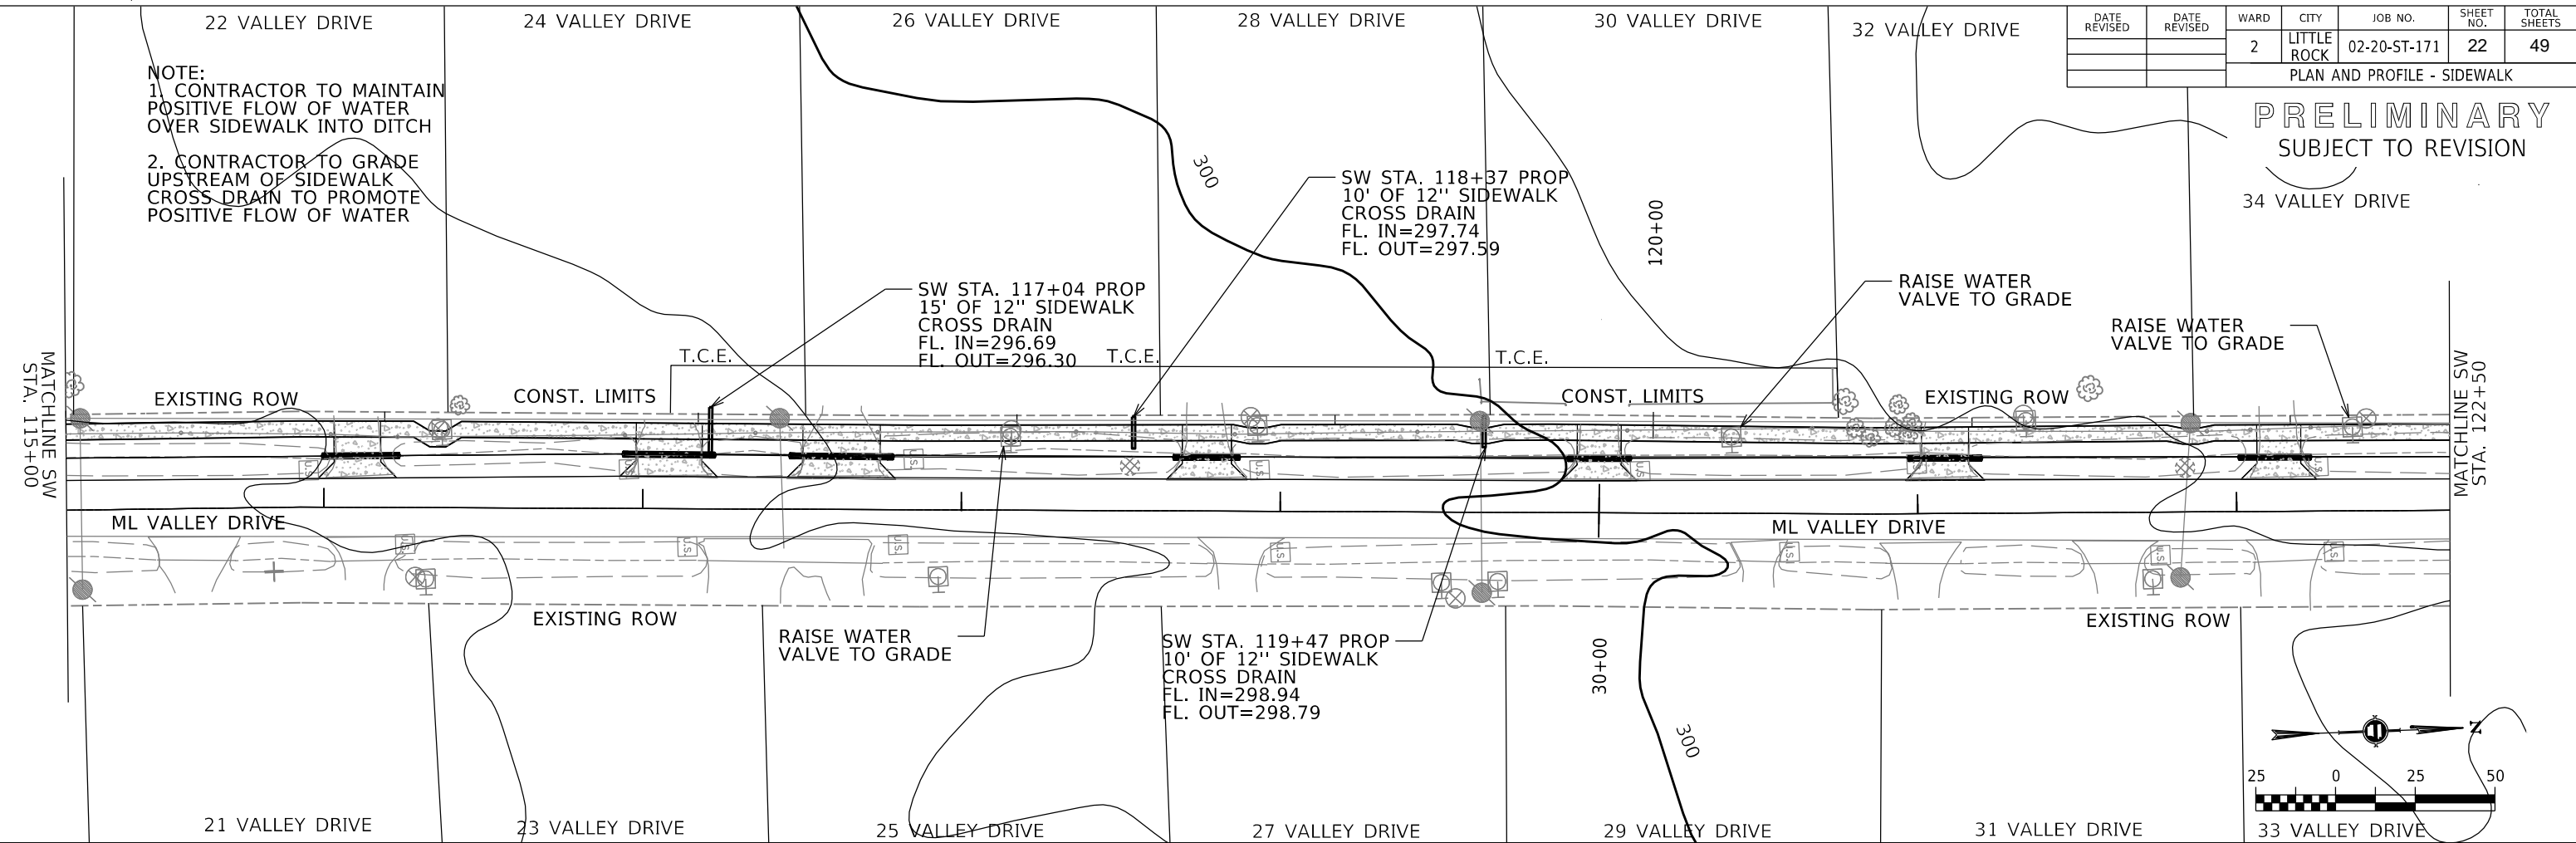 22 VALLEY DRIVE
24 VALLEY DRIVE
26 VALLEY DRIVE
28 VALLEY DRIVE
30 VALLEY DRIVE
32 VALLEY DRIVE
DATE REVISED
DATE REVISED
WARD
CITY
JOB NO.
SHEET NO.
TOTAL SHEETS
2
LITTLE ROCK
02-20-ST-171
22
49
PLAN AND PROFILE - SIDEWALK
PRELIMINARY
SUBJECT TO REVISION
34 VALLEY DRIVE
NOTE:
1. CONTRACTOR TO MAINTAIN
POSITIVE FLOW OF WATER
OVER SIDEWALK INTO DITCH
2. CONTRACTOR TO GRADE
UPSTREAM OF SIDEWALK
CROSS DRAIN TO PROMOTE
POSITIVE FLOW OF WATER
300
SW STA. 118+37 PROP
10' OF 12'' SIDEWALK
CROSS DRAIN
FL. IN=297.74
FL. OUT=297.59
120+00
SW STA. 117+04 PROP
15' OF 12'' SIDEWALK
CROSS DRAIN
FL. IN=296.69
FL. OUT=296.30
RAISE WATER
VALVE TO GRADE
RAISE WATER
VALVE TO GRADE
T.C.E.
T.C.E.
T.C.E.
MATCHLINE SW
STA. 115+00
EXISTING ROW
CONST. LIMITS
CONST. LIMITS
EXISTING ROW
MATCHLINE SW
STA. 122+50
U.S.
U.S.
U.S.
U.S.
U.S.
U.S.
ML VALLEY DRIVE
ML VALLEY DRIVE
U.S.
U.S.
U.S.
U.S.
U.S.
U.S.
U.S.
EXISTING ROW
EXISTING ROW
RAISE WATER
VALVE TO GRADE
SW STA. 119+47 PROP
10' OF 12'' SIDEWALK
CROSS DRAIN
FL. IN=298.94
FL. OUT=298.79
30+00
300
N
25 0 25 50
21 VALLEY DRIVE
23 VALLEY DRIVE
25 VALLEY DRIVE
27 VALLEY DRIVE
29 VALLEY DRIVE
31 VALLEY DRIVE
33 VALLEY DRIVE